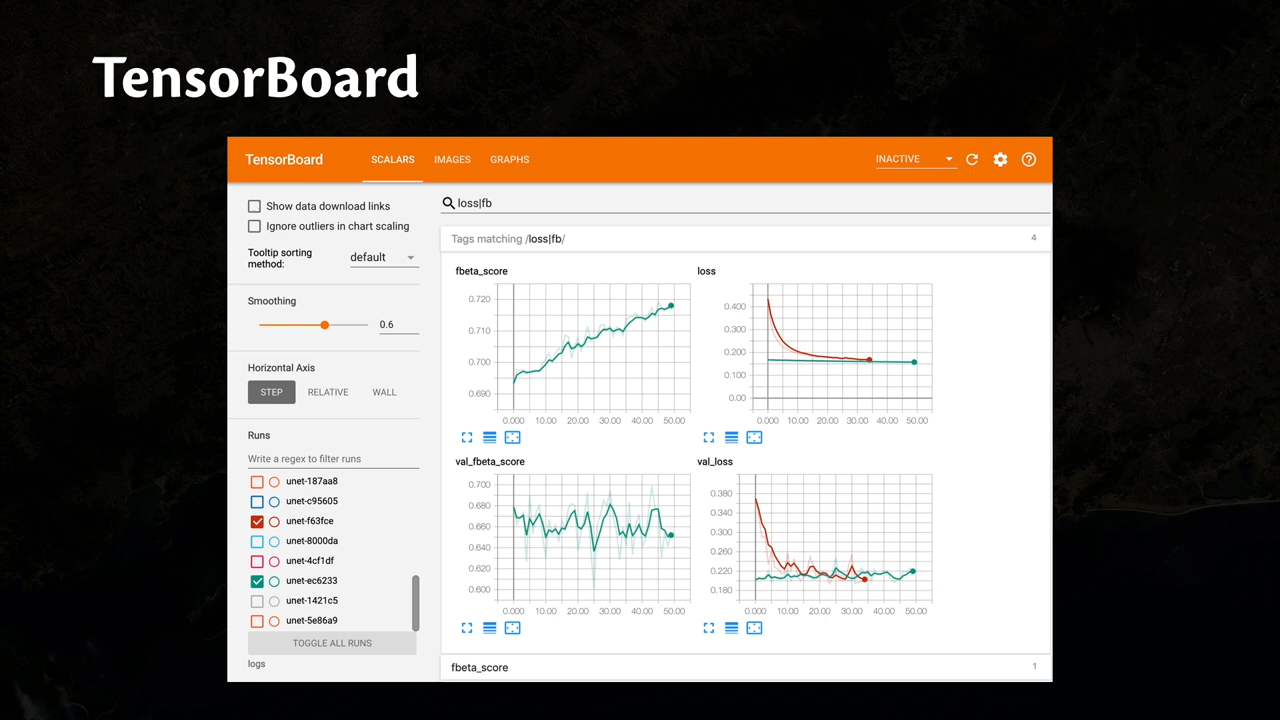 TensorBoard
TensorBoard
SCALARS
IMAGES
GRAPHS
INACTIVE
Show data download links
Ignore outliers in chart scaling
Tooltip sorting
method:
default
Smoothing
0.6
Horizontal Axis
STEP
RELATIVE
WALL
Runs
Write a regex to filter runs
unet-187aa8
unet-c95605
unet-f63fce
unet-8000da
unet-4cf1df
unet-ec6233
unet-1421c5
unet-5e86a9
TOGGLE ALL RUNS
logs
loss|fb
Tags matching /loss|fb/
4
fbeta_score
0.720
0.710
0.700
0.690
0.000 10.00 20.00 30.00 40.00 50.00
loss
0.400
0.300
0.200
0.100
0.00
0.000 10.00 20.00 30.00 40.00 50.00
val_fbeta_score
0.700
0.680
0.660
0.640
0.620
0.600
0.000 10.00 20.00 30.00 40.00 50.00
val_loss
0.380
0.340
0.300
0.260
0.220
0.180
0.000 10.00 20.00 30.00 40.00 50.00
fbeta_score
1